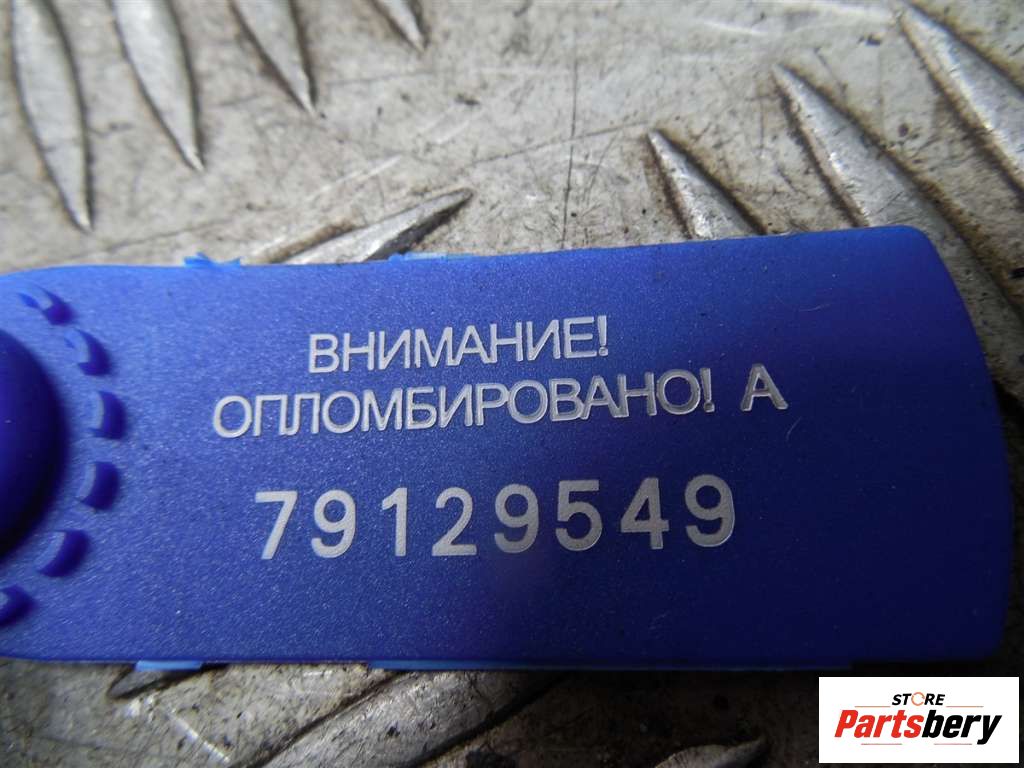 ВНИМАНИЕ!
ОПЛОМБИРОВАНО! А
79129549
STORE
Partsbery